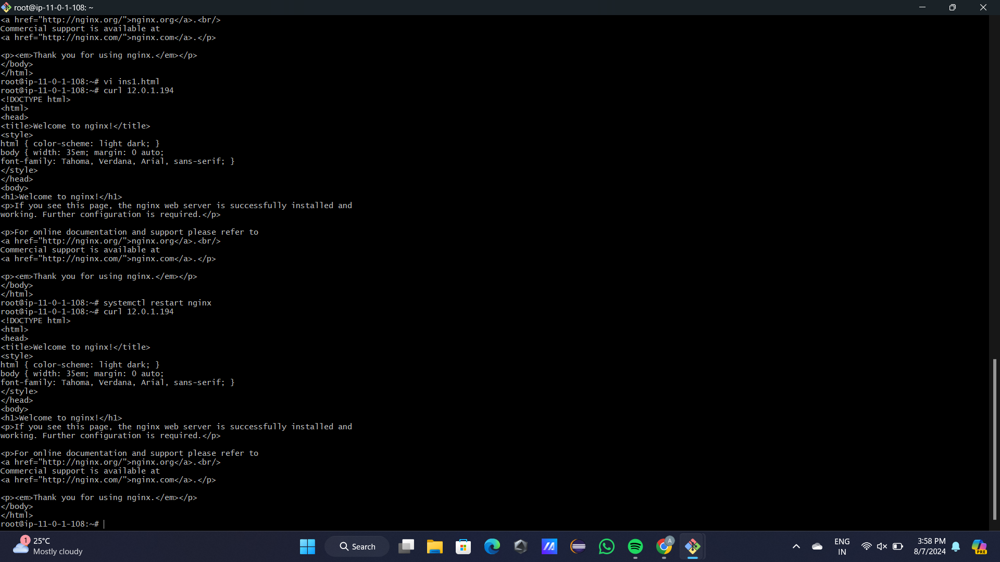 root@ip-11-0-1-108: ~
<a href="http://nginx.org/">nginx.org</a>.<br/>
Commercial support is available at
<a href="http://nginx.com/">nginx.com</a>.</p>
<p><em>Thank you for using nginx.</em></p>
</body>
</html>
root@ip-11-0-1-108:~# vi ins1.html
root@ip-11-0-1-108:~# curl 12.0.1.194
<!DOCTYPE html>
<html>
<head>
<title>Welcome to nginx!</title>
<style>
html { color-scheme: light dark; }
body { width: 35em; margin: 0 auto;
font-family: Tahoma, Verdana, Arial, sans-serif; }
</style>
</head>
<body>
<h1>Welcome to nginx!</h1>
<p>If you see this page, the nginx web server is successfully installed and
working. Further configuration is required.</p>
<p>For online documentation and support please refer to
<a href="http://nginx.org/">nginx.org</a>.<br/>
Commercial support is available at
<a href="http://nginx.com/">nginx.com</a>.</p>
<p><em>Thank you for using nginx.</em></p>
</body>
</html>
root@ip-11-0-1-108:~# systemctl restart nginx
root@ip-11-0-1-108:~# curl 12.0.1.194
<!DOCTYPE html>
<html>
<head>
<title>Welcome to nginx!</title>
<style>
html { color-scheme: light dark; }
body { width: 35em; margin: 0 auto;
font-family: Tahoma, Verdana, Arial, sans-serif; }
</style>
</head>
<body>
<h1>Welcome to nginx!</h1>
<p>If you see this page, the nginx web server is successfully installed and
working. Further configuration is required.</p>
<p>For online documentation and support please refer to
<a href="http://nginx.org/">nginx.org</a>.<br/>
Commercial support is available at
<a href="http://nginx.com/">nginx.com</a>.</p>
<p><em>Thank you for using nginx.</em></p>
</body>
</html>
root@ip-11-0-1-108:~#
1
25°C
Mostly cloudy
Search
A
ENG
IN
3:58 PM
8/7/2024
PRE